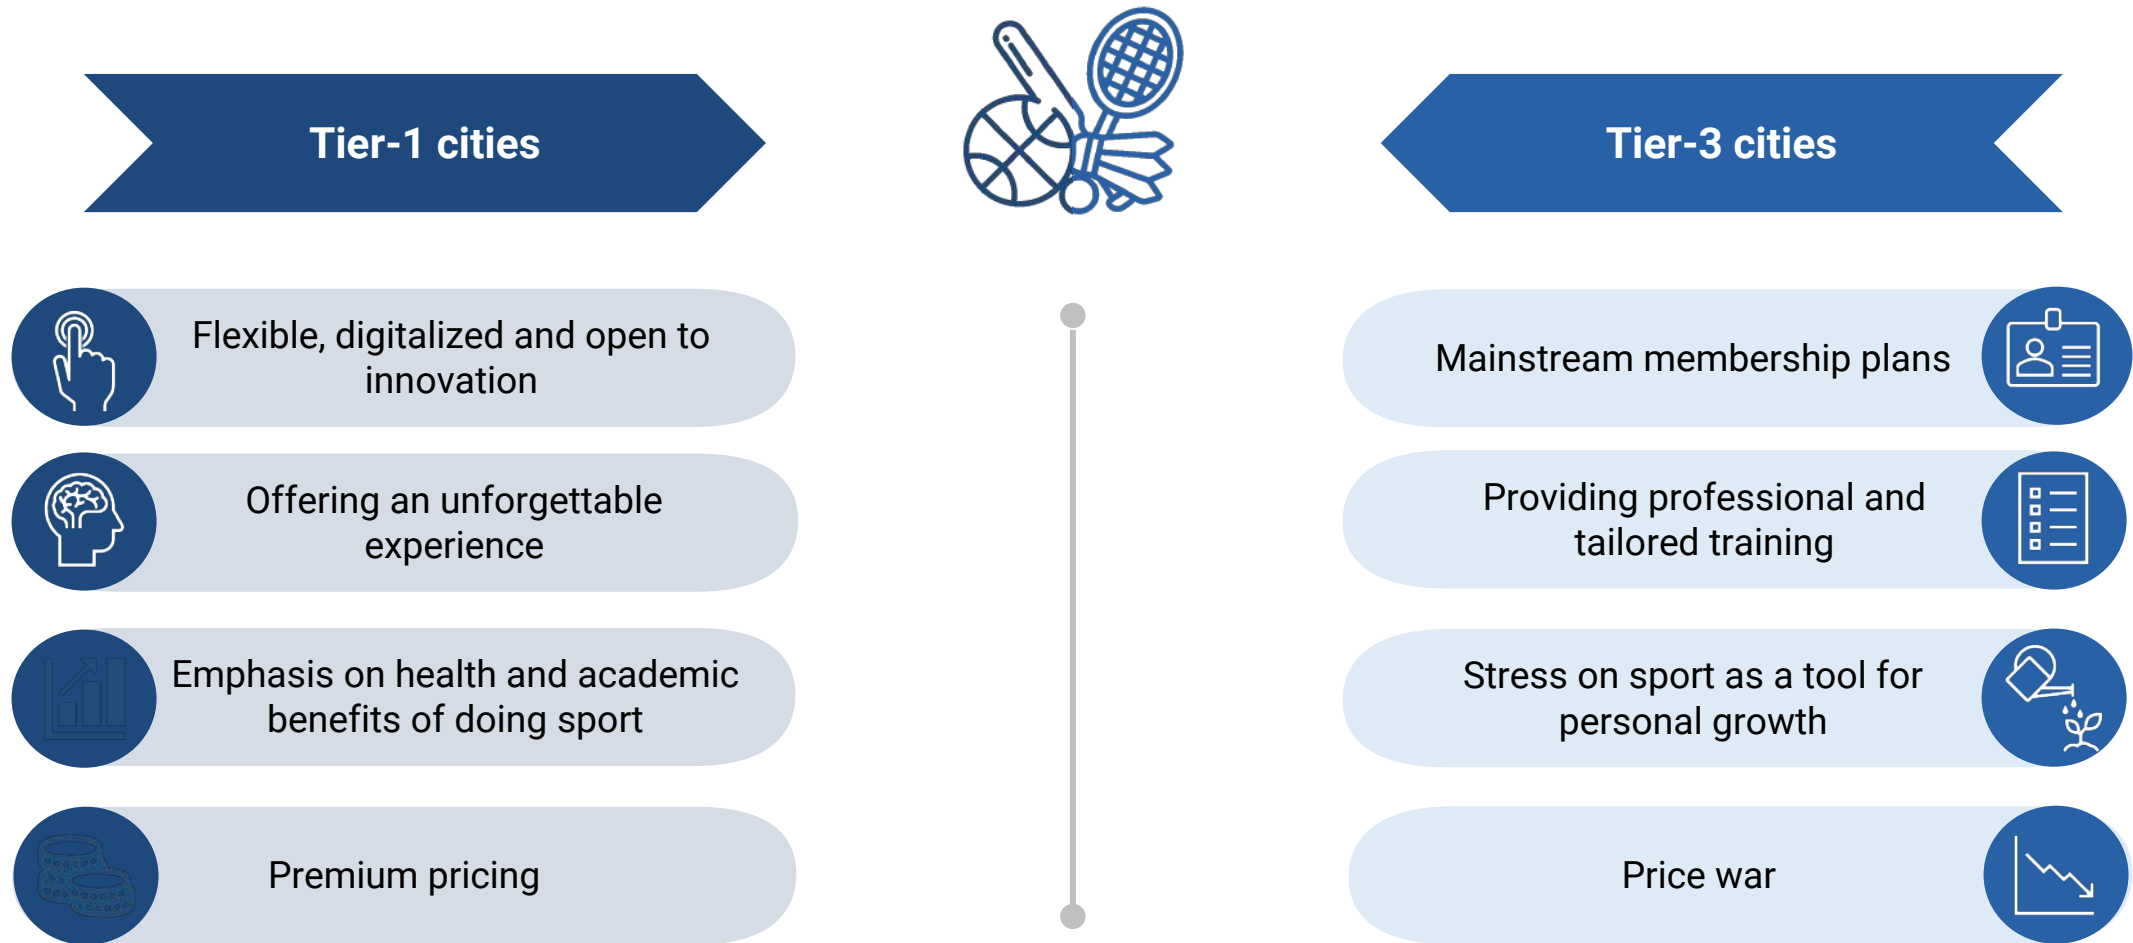 Tier-1 cities
Flexible, digitalized and open to
innovation
Offering an unforgettable
experience
Emphasis on health and academic
benefits of doing sport
Premium pricing
Tier-3 cities
Mainstream membership plans
Providing professional and
tailored training
Stress on sport as a tool for
personal growth
Price war